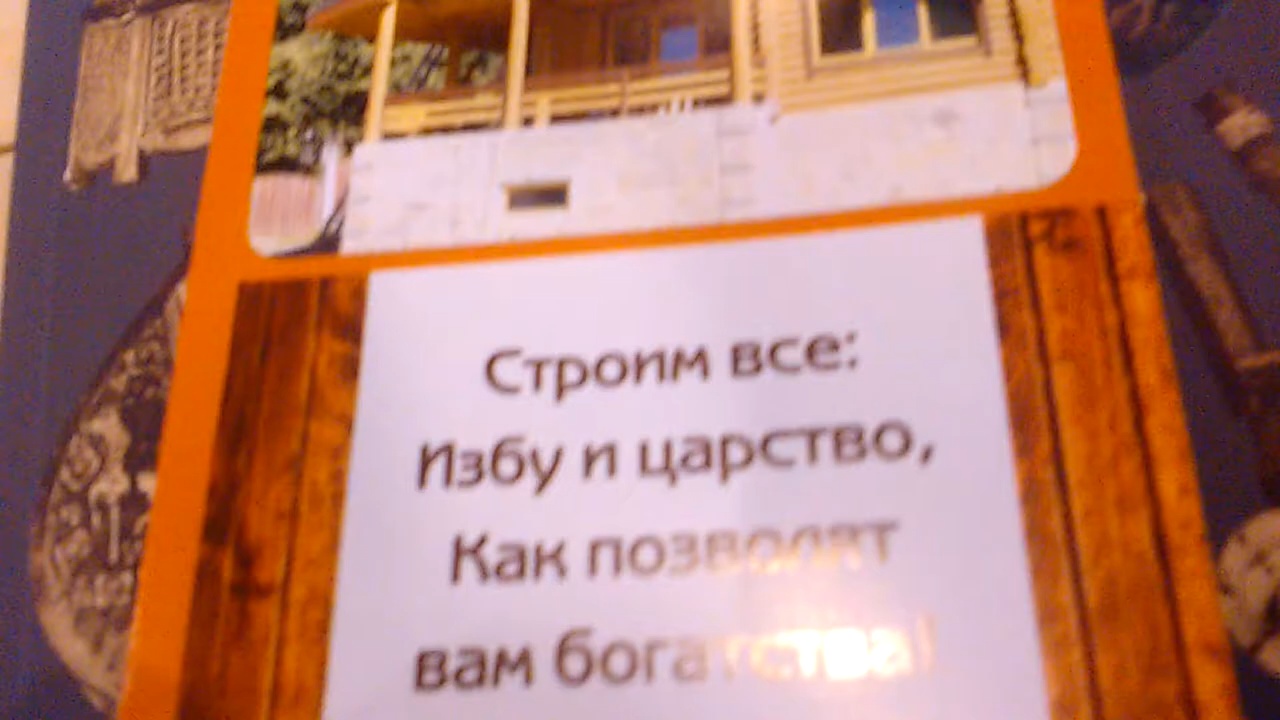 Строим все:
Избу и царство,
Как позволят
вам богатства!